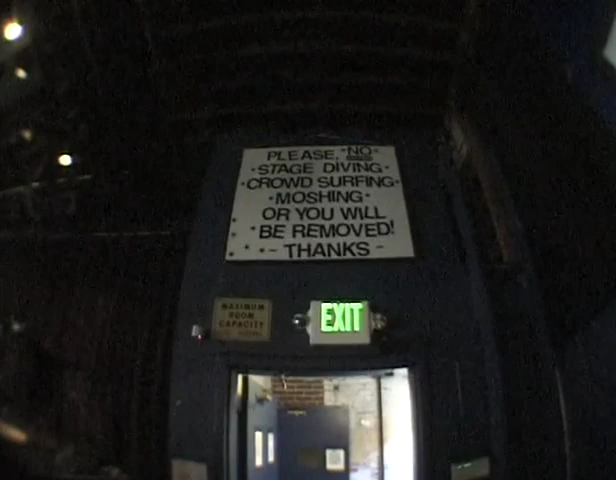 PLEASE, •NO•
•STAGE DIVING•
•CROWD SURFING•
•MOSHING•
OR YOU WILL
•BE REMOVED!
•– THANKS –
MAXIMUM
ROOM
CAPACITY
EXIT